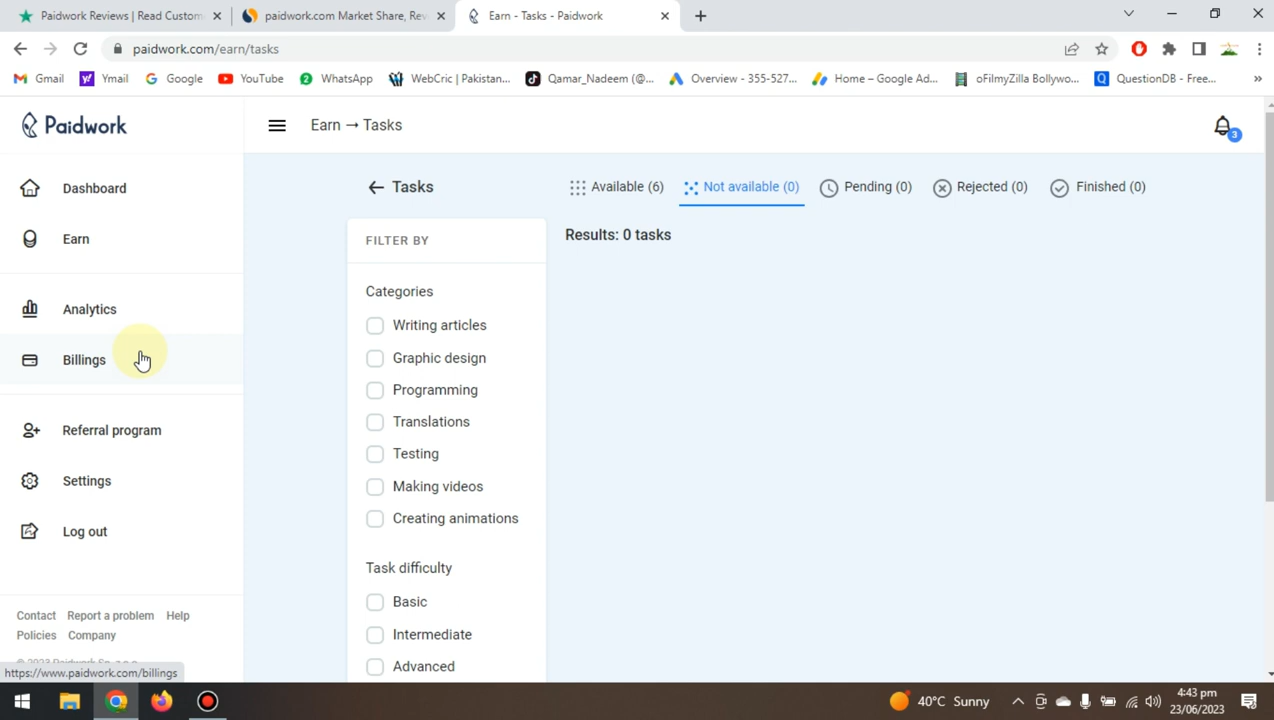 Paidwork Reviews | Read Custom
paidwork.com Market Share, Rev
Earn - Tasks - Paidwork
paidwork.com/earn/tasks
Gmail
Ymail
Google
YouTube
WhatsApp
WebCric | Pakistan...
Qamar_Nadeem (@...
Overview - 355-527...
Home – Google Ad...
oFilmyZilla Bollywo...
QuestionDB - Free...
»
Paidwork
Earn → Tasks
3
Dashboard
Earn
Analytics
Billings
Referral program
Settings
Log out
Contact Report a problem Help
Policies Company
https://www.paidwork.com/billings
← Tasks
Available (6)
Not available (0)
Pending (0)
Rejected (0)
Finished (0)
FILTER BY
Results: 0 tasks
Categories
Writing articles
Graphic design
Programming
Translations
Testing
Making videos
Creating animations
Task difficulty
Basic
Intermediate
Advanced
40°C Sunny
4:43 pm
23/06/2023